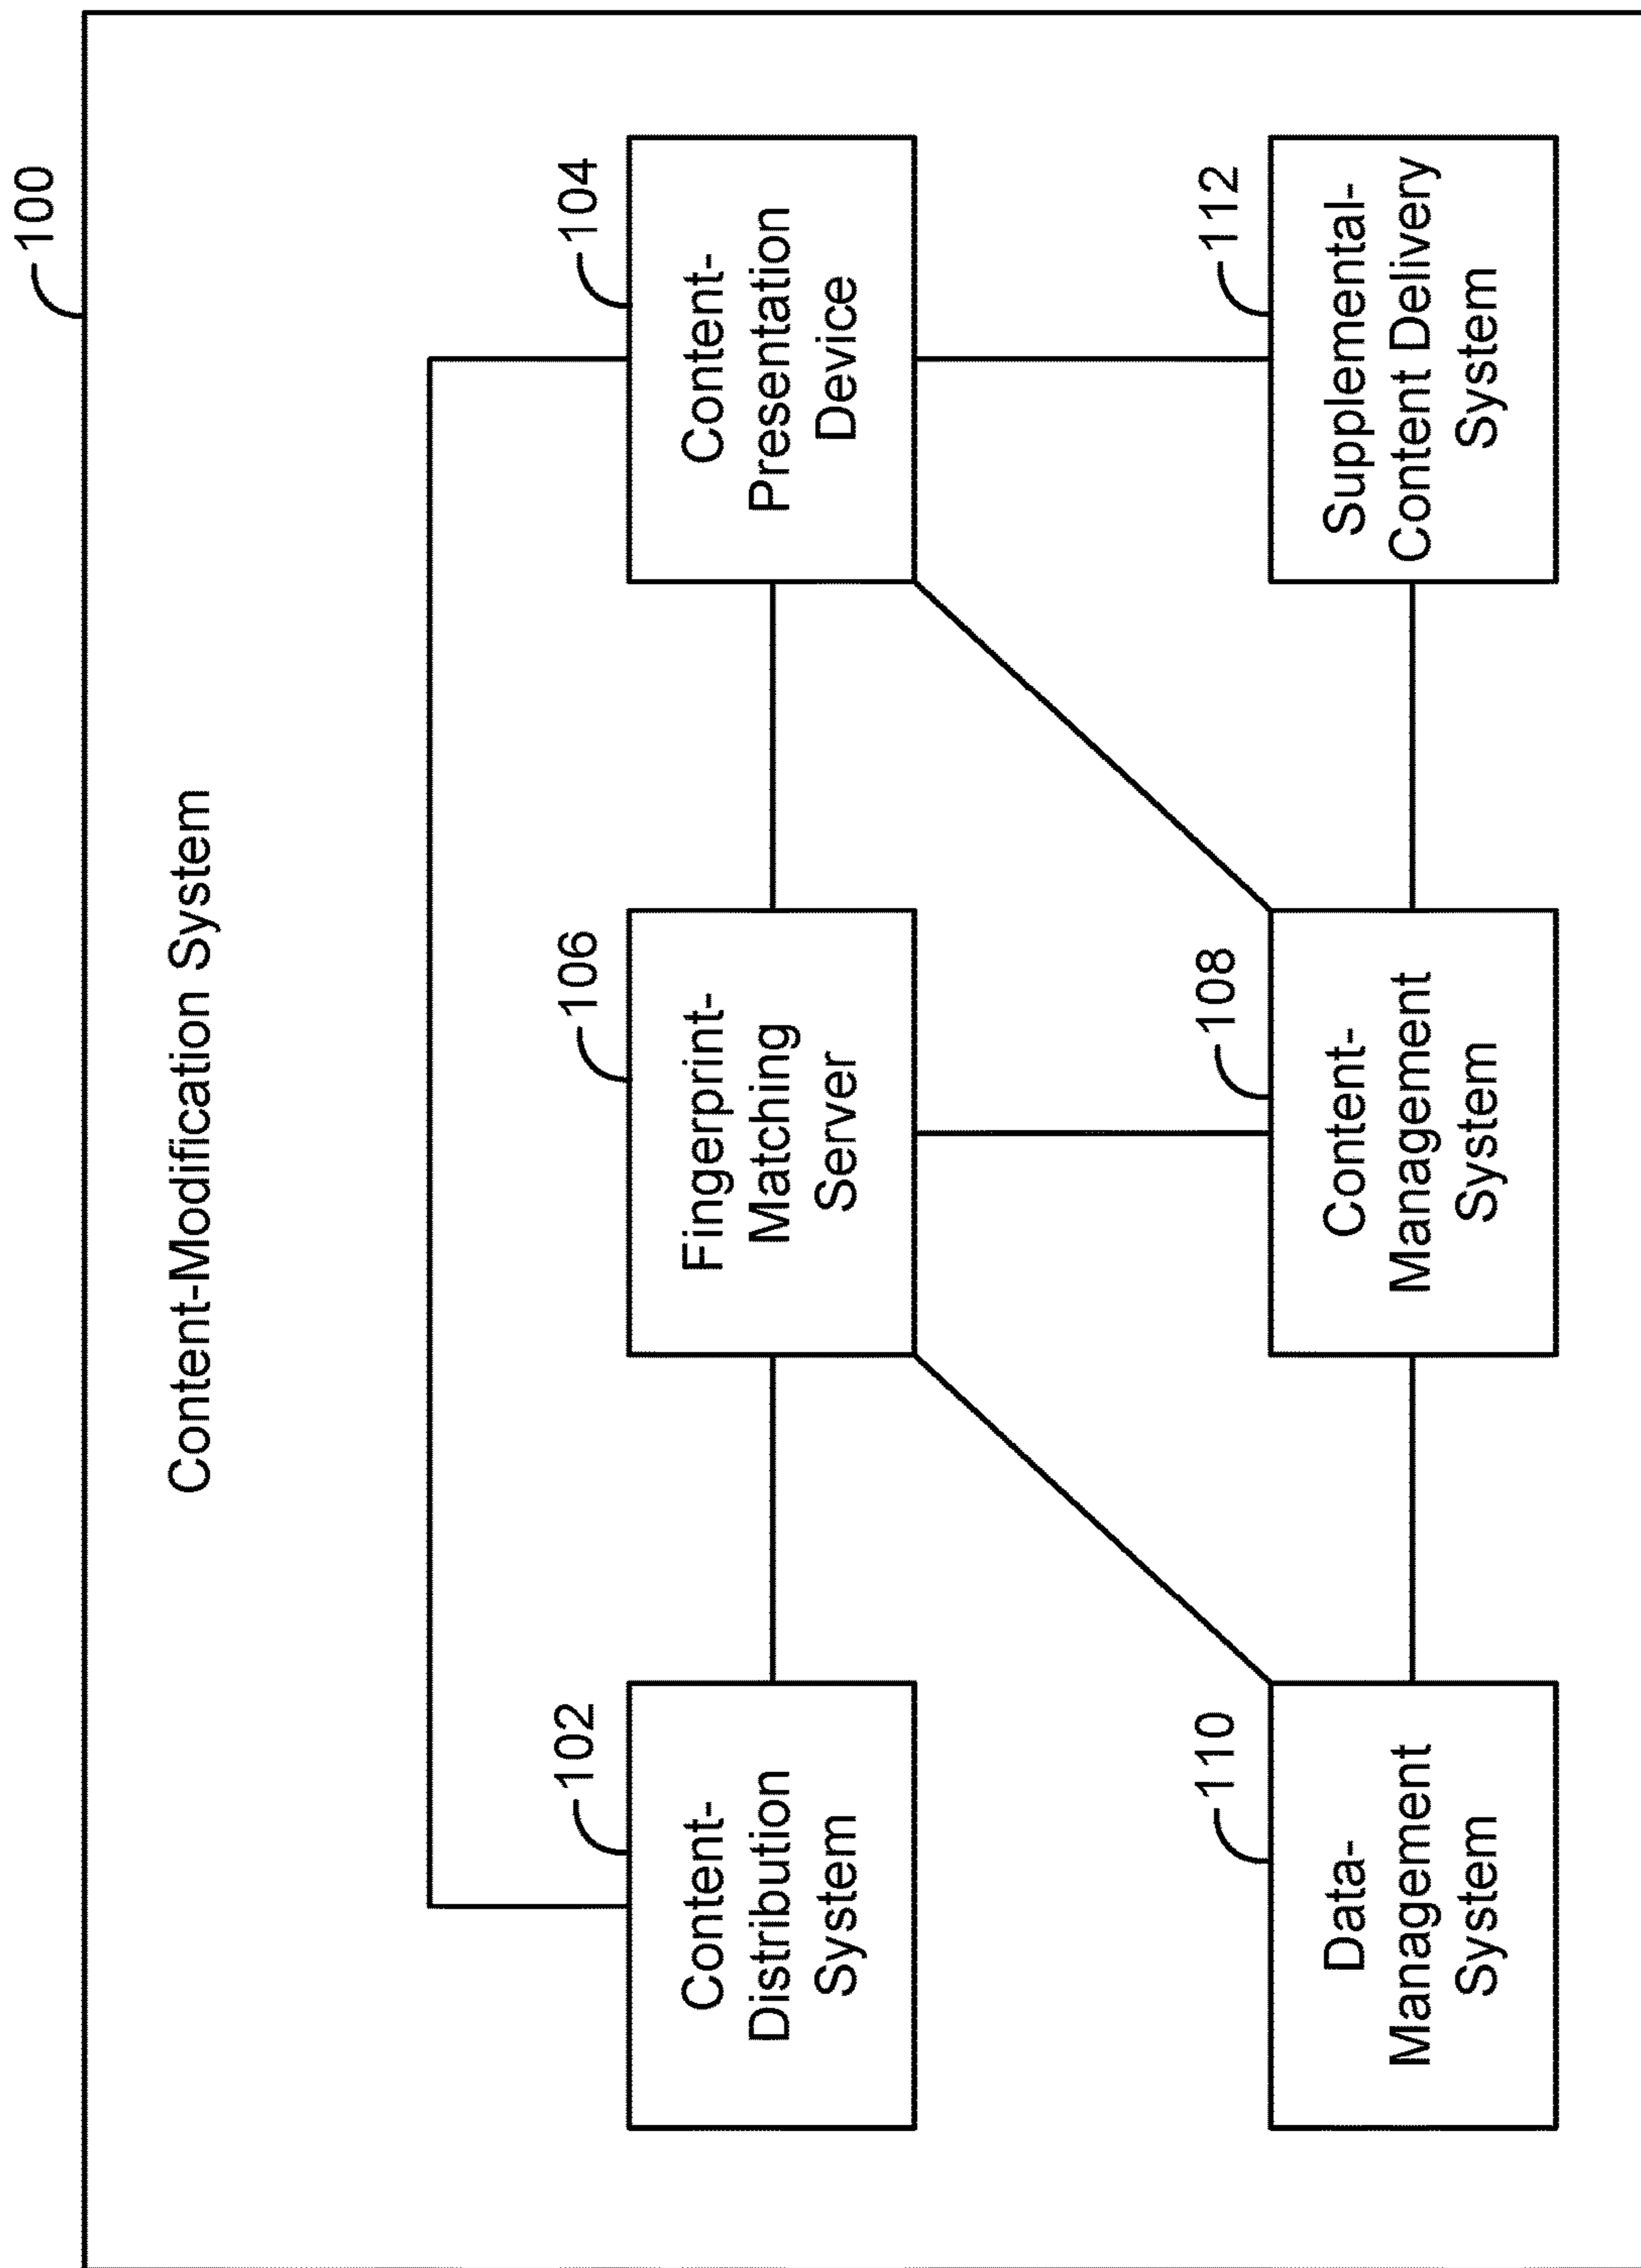 100
Content-Modification System
102
Content-
Distribution
System
106
Fingerprint-
Matching
Server
104
Content-
Presentation
Device
110
Data-
Management
System
108
Content-
Management
System
112
Supplemental-
Content Delivery
System